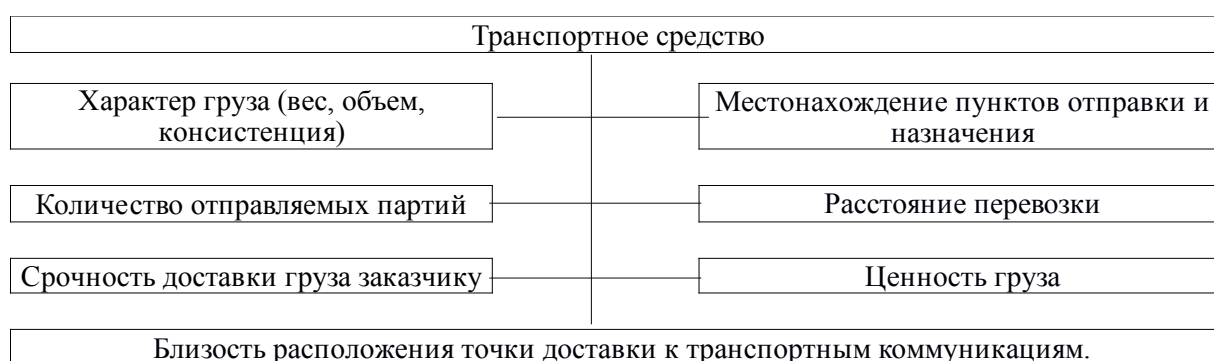 Транспортное средство
Характер груза (вес, объем,
консистенция)
Местонахождение пунктов отправки и
назначения
Количество отправляемых партий
Расстояние перевозки
Срочность доставки груза заказчику
Ценность груза
Близость расположения точки доставки к транспортным коммуникациям.